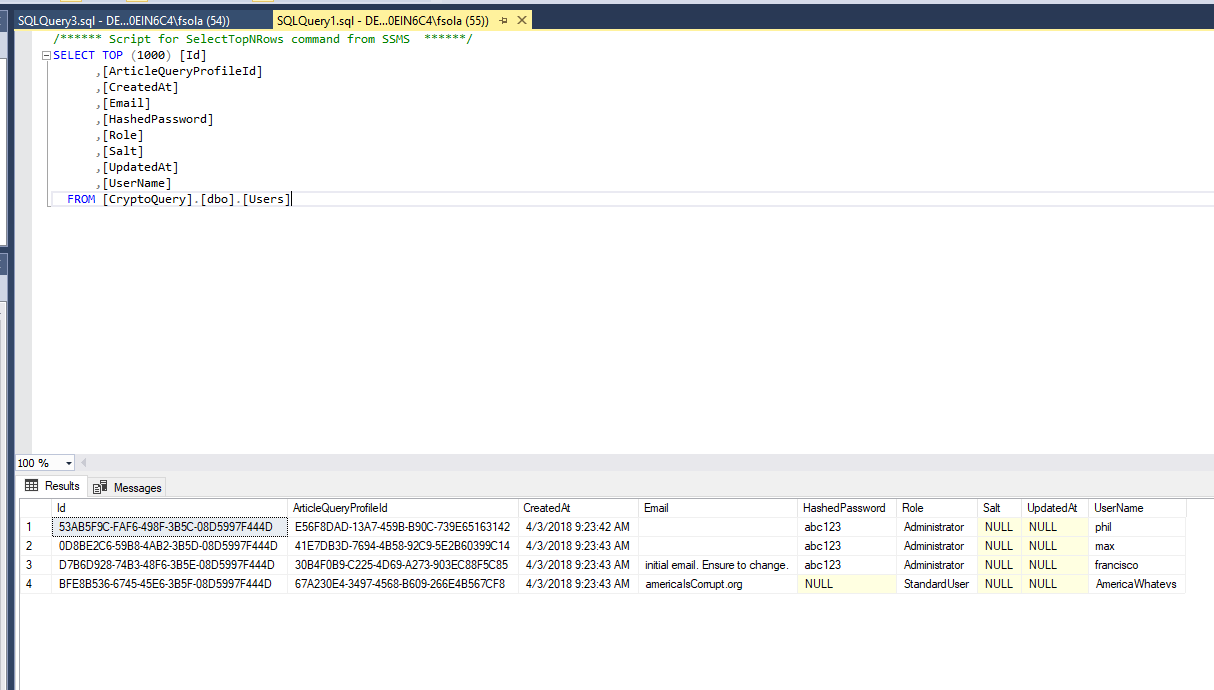 SQLQuery3.sql - DE...0EIN6C4\fsola (54))
SQLQuery1.sql - DE...0EIN6C4\fsola (55))
/****** Script for SelectTopNRows command from SSMS  ******/
SELECT TOP (1000) [Id]
,[ArticleQueryProfileId]
,[CreatedAt]
,[Email]
,[HashedPassword]
,[Role]
,[Salt]
,[UpdatedAt]
,[UserName]
FROM [CryptoQuery].[dbo].[Users]
100 %
Results Messages
Id ArticleQueryProfileId CreatedAt Email HashedPassword Role Salt UpdatedAt UserName
1 53AB5F9C-FAF6-498F-3B5C-08D5997F444D E56F8DAD-13A7-459B-B90C-739E65163142 4/3/2018 9:23:42 AM abc123 Administrator NULL NULL phil
2 0D8BE2C6-59B8-4AB2-3B5D-08D5997F444D 41E7DB3D-7694-4B58-92C9-5E2B60399C14 4/3/2018 9:23:43 AM abc123 Administrator NULL NULL max
3 D7B6D928-74B3-48F6-3B5E-08D5997F444D 30B4F0B9-C225-4D69-A273-903EC88F5C85 4/3/2018 9:23:43 AM initial email. Ensure to change. abc123 Administrator NULL NULL francisco
4 BFE8B536-6745-45E6-3B5F-08D5997F444D 67A230E4-3497-4568-B609-266E4B567CF8 4/3/2018 9:23:43 AM americaIsCorrupt.org NULL StandardUser NULL NULL AmericaWhatevs